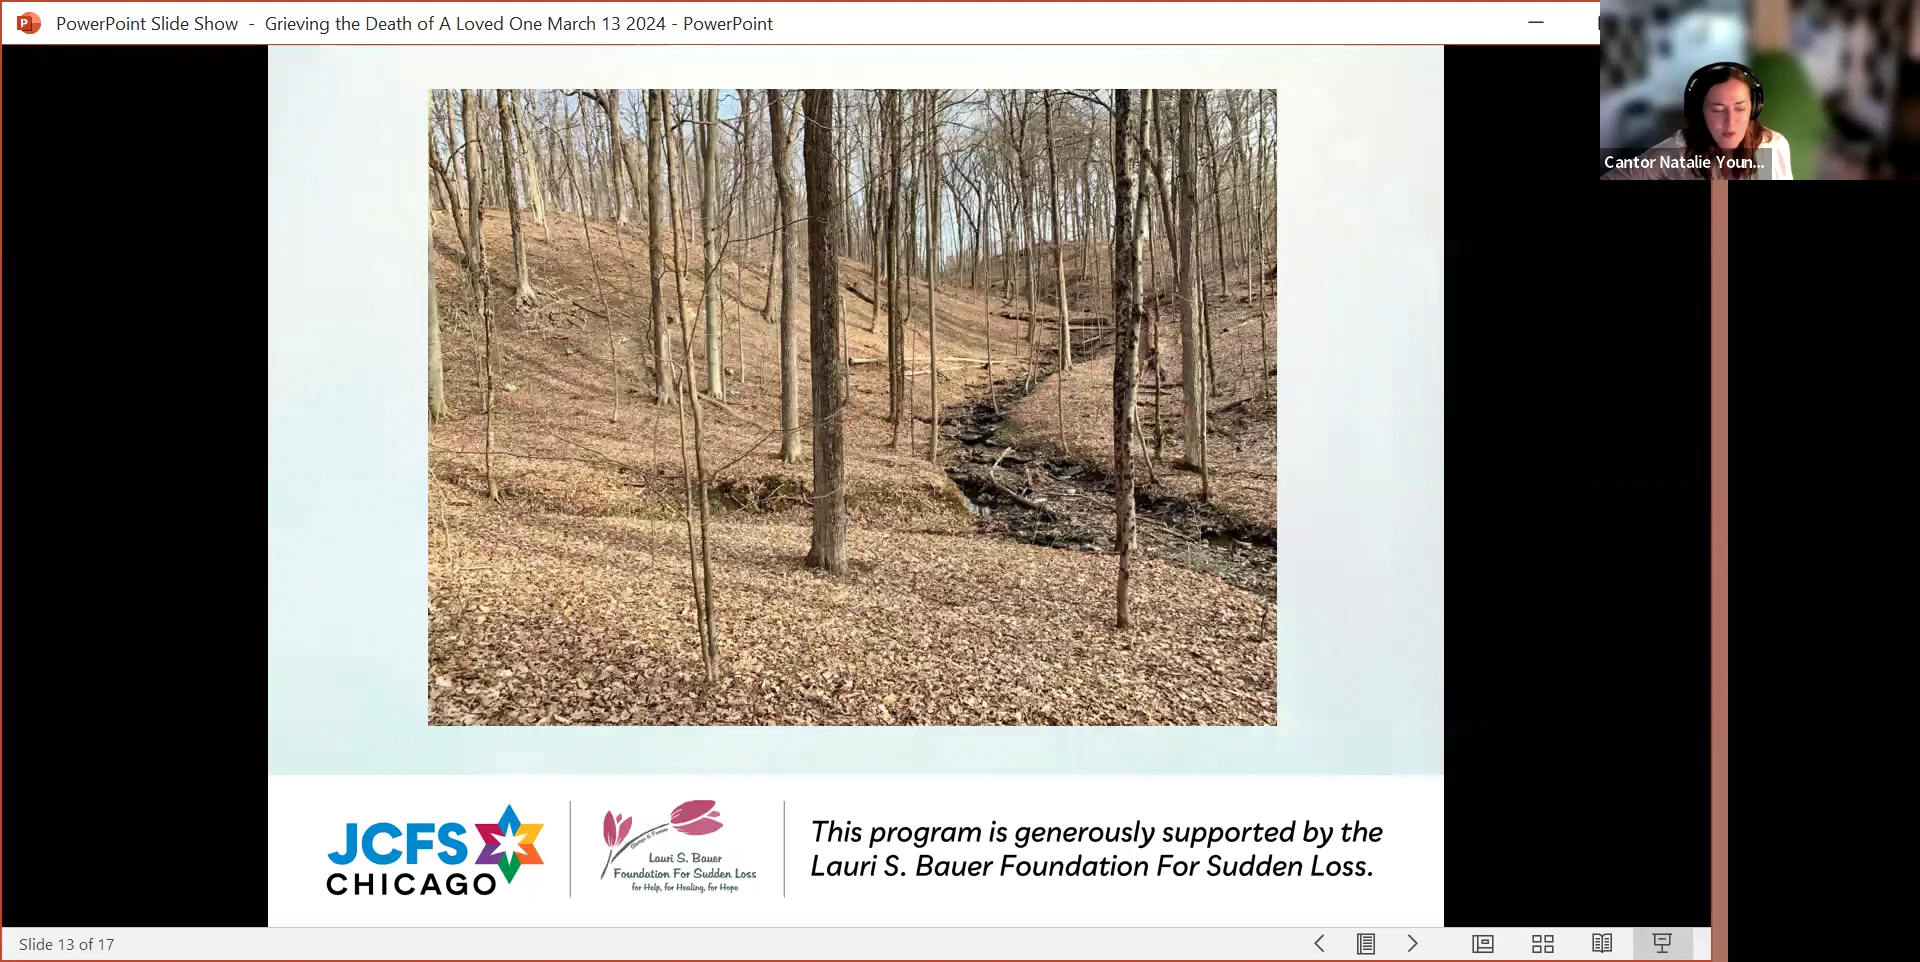 PowerPoint Slide Show - Grieving the Death of A Loved One March 13 2024 - PowerPoint
Cantor Natalie Youn...
JCFS
CHICAGO
Lauri S. Bauer
Foundation For Sudden Loss
for Help, for Healing, for Hope
This program is generously supported by the
Lauri S. Bauer Foundation For Sudden Loss.
Slide 13 of 17